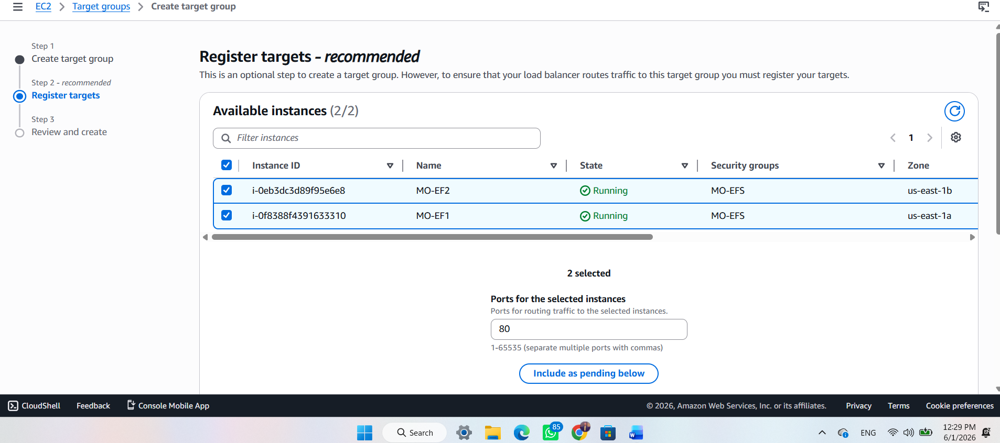 EC2 > Target groups > Create target group
Step 1
Create target group
Step 2 - recommended
Register targets
Step 3
Review and create
Register targets - recommended
This is an optional step to create a target group. However, to ensure that your load balancer routes traffic to this target group you must register your targets.
Available instances (2/2)
Filter instances
1
Instance ID Name State Security groups Zone
i-0eb3dc3d89f95e6e8 MO-EF2 Running MO-EFS us-east-1b
i-0f8388f4391633310 MO-EF1 Running MO-EFS us-east-1a
2 selected
Ports for the selected instances
Ports for routing traffic to the selected instances.
80
1-65535 (separate multiple ports with commas)
Include as pending below
CloudShell Feedback Console Mobile App © 2026, Amazon Web Services, Inc. or its affiliates. Privacy Terms Cookie preferences
Search 85 ENG 12:29 PM
6/1/2026